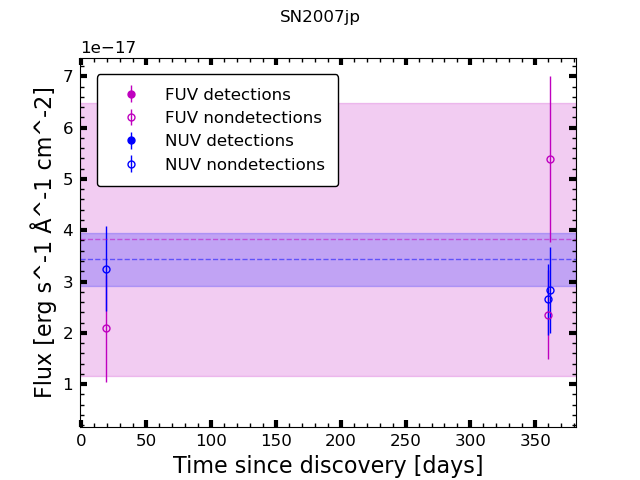 SN2007jp
1e−17
7
6
5
4
3
2
1
FUV detections
FUV nondetections
NUV detections
NUV nondetections
Flux [erg s^-1 Å^-1 cm^-2]
0 50 100 150 200 250 300 350
Time since discovery [days]